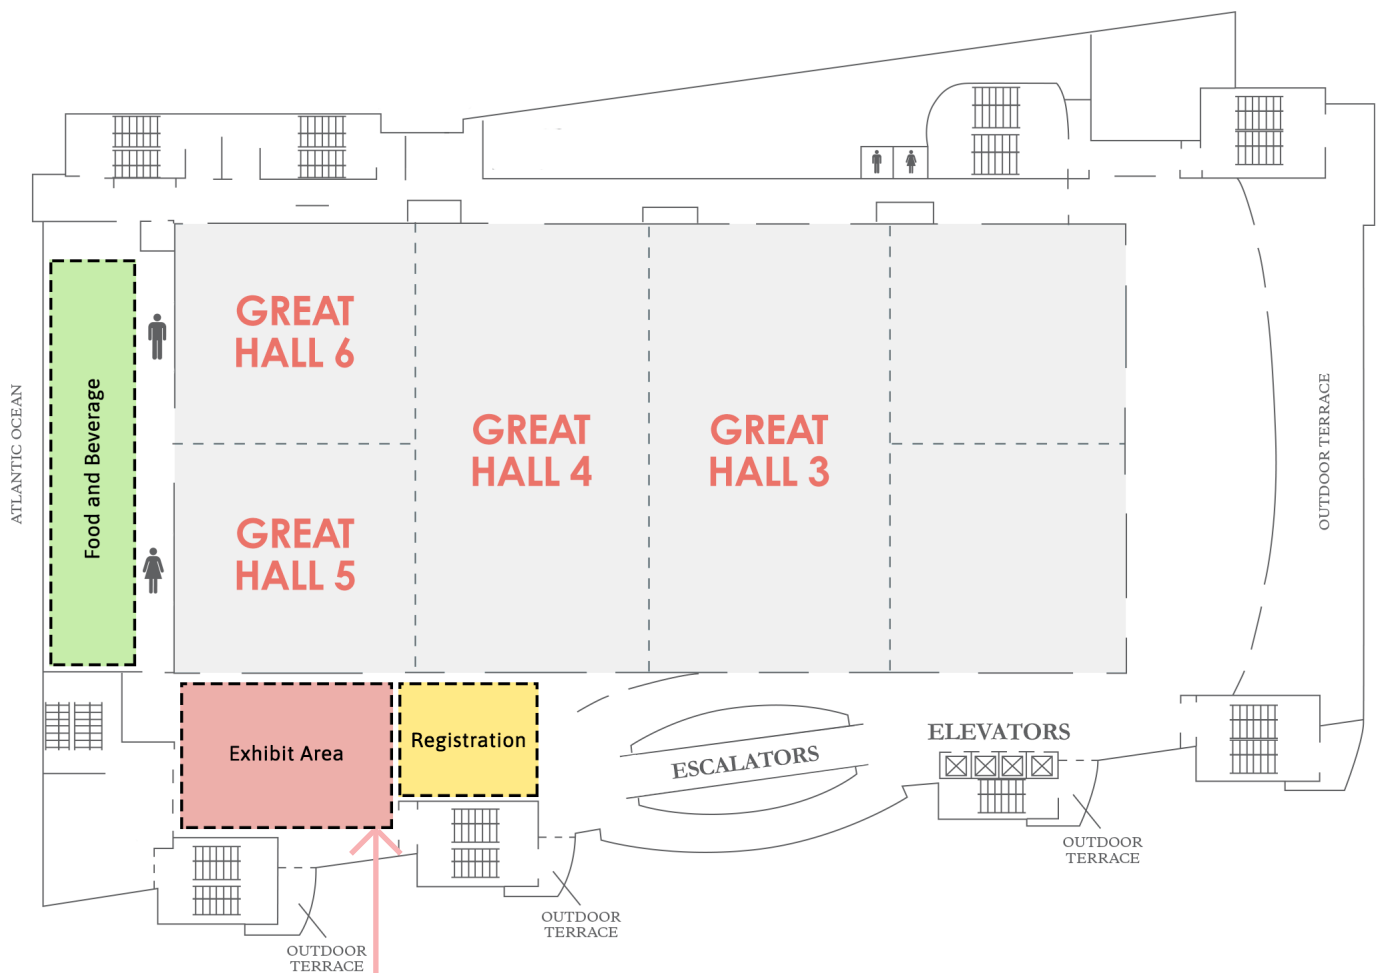 GREAT
HALL 6
GREAT
HALL 4
GREAT
HALL 3
GREAT
HALL 5
ATLANTIC OCEAN
Food and Beverage
OUTDOOR TERRACE
Exhibit Area
Registration
ESCALATORS
ELEVATORS
OUTDOOR
TERRACE
OUTDOOR
TERRACE
OUTDOOR
TERRACE